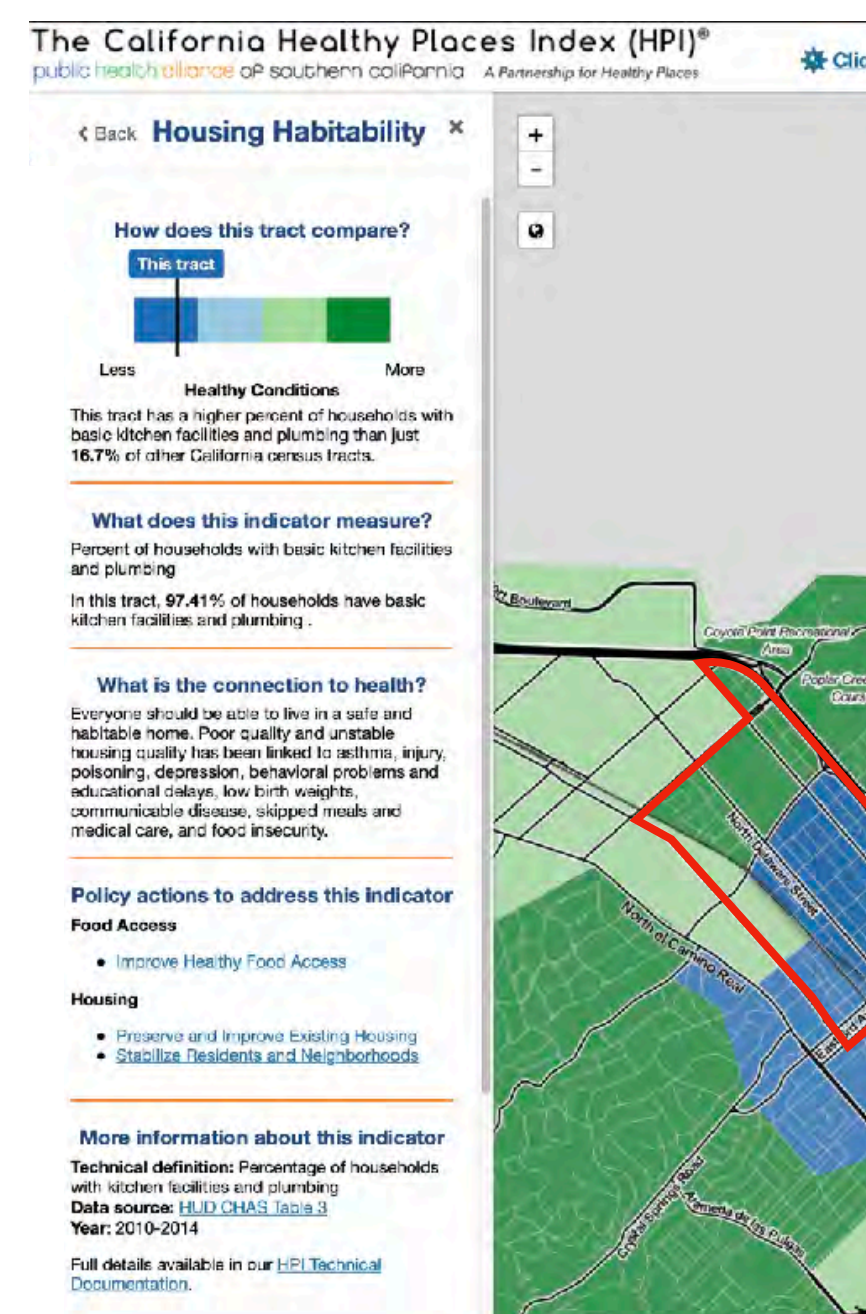 The California Healthy Places Index (HPI)®
public health alliance of southern california A Partnership for Healthy Places
Clic
Back Housing Habitability ×
+
-
How does this tract compare?
This tract
Less More
Healthy Conditions
This tract has a higher percent of households with
basic kitchen facilities and plumbing than just
16.7% of other California census tracts.
What does this indicator measure?
Percent of households with basic kitchen facilities
and plumbing
In this tract, 97.41% of households have basic
kitchen facilities and plumbing .
What is the connection to health?
Everyone should be able to live in a safe and
habitable home. Poor quality and unstable
housing quality has been linked to asthma, injury,
poisoning, depression, behavioral problems and
educational delays, low birth weights,
communicable disease, skipped meals and
medical care, and food insecurity.
Policy actions to address this indicator
Food Access
• Improve Healthy Food Access
Housing
• Preserve and Improve Existing Housing
• Stabilize Residents and Neighborhoods
More information about this indicator
Technical definition: Percentage of households
with kitchen facilities and plumbing
Data source: HUD CHAS Table 3
Year: 2010-2014
Full details available in our HPI Technical
Documentation.
Boulevard
Coyote Point Recreational
Area
Poplar Cree
Cours
North Delaware Street
North el Camino Real
Crystal Springs Road
Alameda de las Pulgas